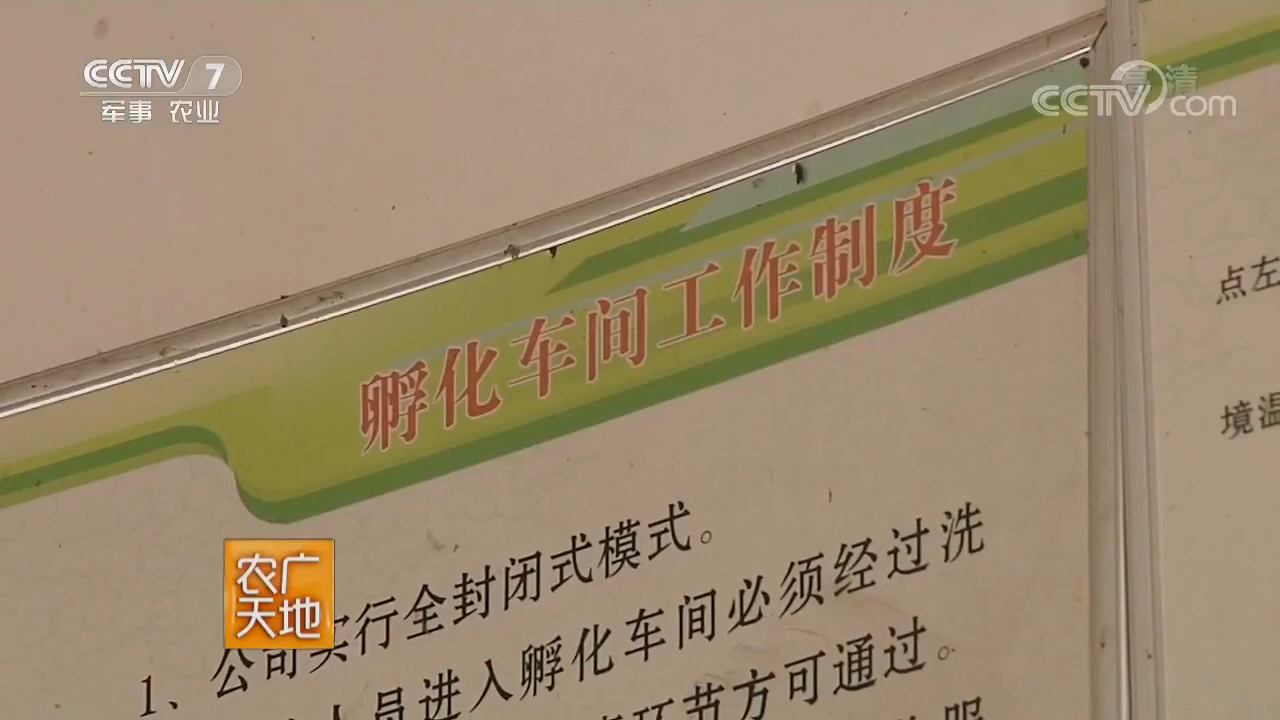 CCTV 7
军事 农业
高清
CCTV.com
孵化车间工作制度
点左
境温
1、公司实行全封闭式模式。
人员进入孵化车间必须经过洗
环节方可通过。
服
农广
天地